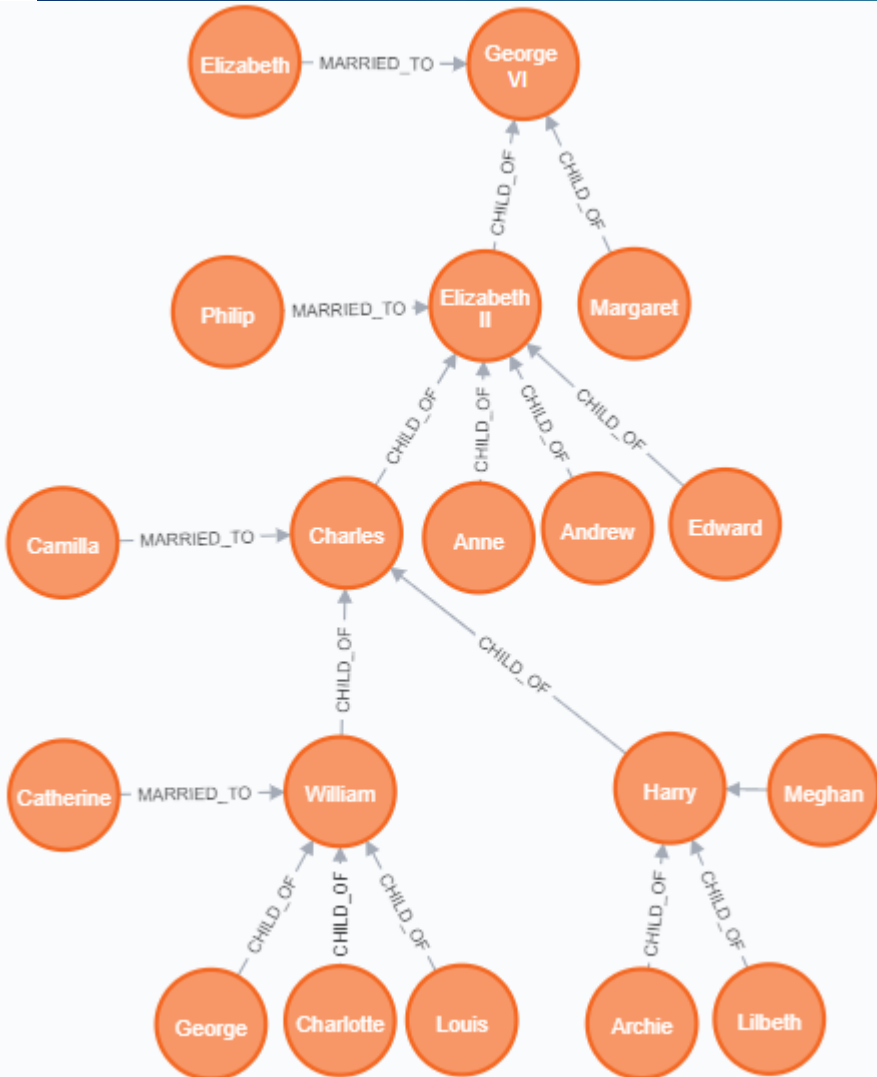 Elizabeth
MARRIED_TO
George
VI
CHILD_OF
CHILD_OF
Philip
MARRIED_TO
Elizabeth
II
Margaret
CHILD_OF
CHILD_OF
CHILD_OF
CHILD_OF
Camilla
MARRIED_TO
Charles
Anne
Andrew
Edward
CHILD_OF
CHILD_OF
Catherine
MARRIED_TO
William
Harry
Meghan
CHILD_OF
CHILD_OF
CHILD_OF
CHILD_OF
CHILD_OF
George
Charlotte
Louis
Archie
Lilbeth